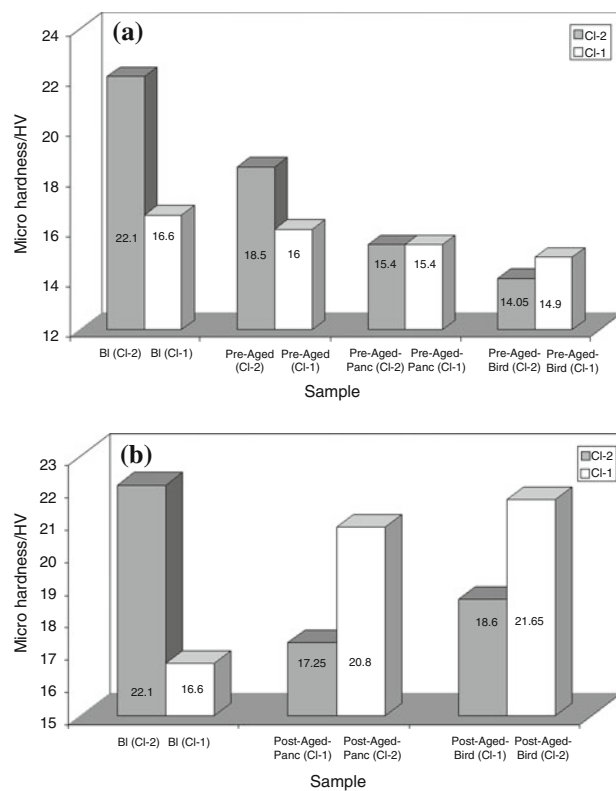 (a)
Cl-2
Cl-1
Micro hardness/HV
24
22
20
18
16
14
12
22.1
16.6
18.5
16
15.4
15.4
14.05
14.9
Bl (Cl-2) Bl (Cl-1)
Pre-Aged (Cl-2)
Pre-Aged (Cl-1)
Pre-Aged-Panc (Cl-2)
Pre-Aged-Panc (Cl-1)
Pre-Aged-Bird (Cl-2)
Pre-Aged-Bird (Cl-1)
Sample
(b)
Cl-2
Cl-1
Micro hardness/HV
23
22
21
20
19
18
17
16
15
22.1
16.6
17.25
20.8
18.6
21.65
Bl (Cl-2) Bl (Cl-1)
Post-Aged-Panc (Cl-1)
Post-Aged-Panc (Cl-2)
Post-Aged-Bird (Cl-1)
Post-Aged-Bird (Cl-2)
Sample